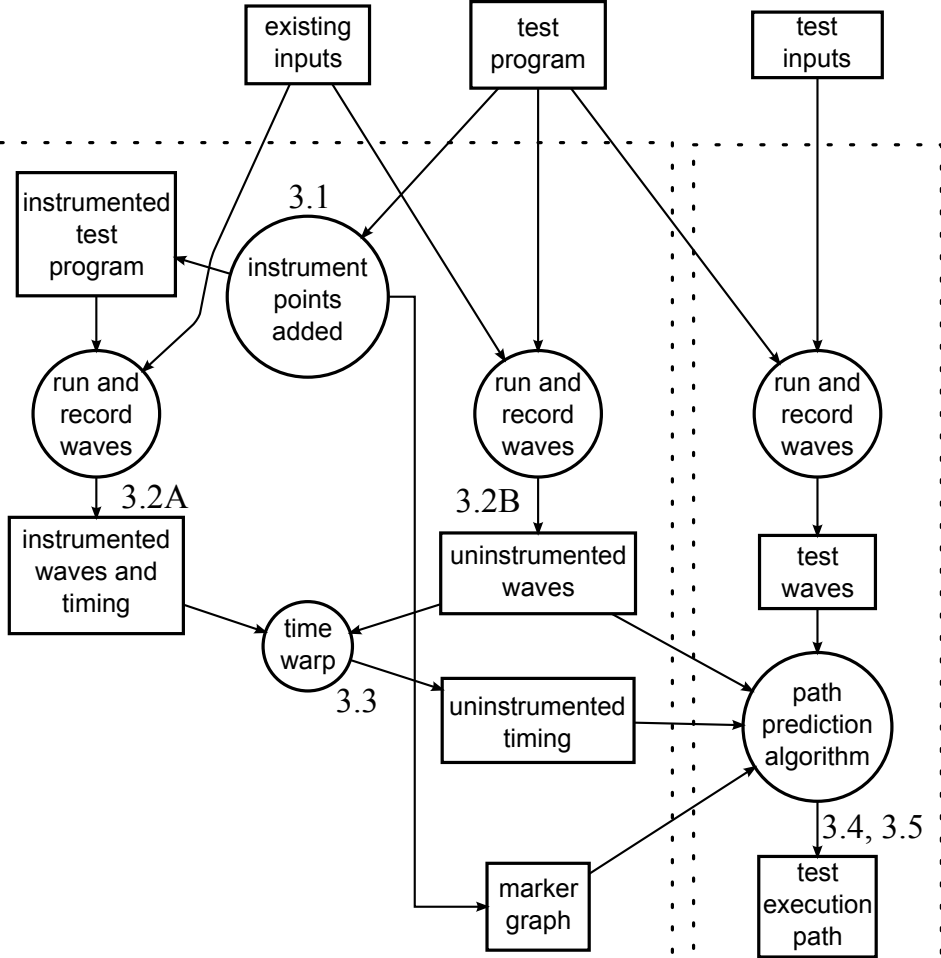 existing
inputs
test
program
test
inputs
instrumented
test
program
3.1
instrument
points
added
run and
record
waves
run and
record
waves
run and
record
waves
3.2A
3.2B
instrumented
waves and
timing
uninstrumented
waves
test
waves
time
warp
3.3
uninstrumented
timing
path
prediction
algorithm
3.4, 3.5
marker
graph
test
execution
path